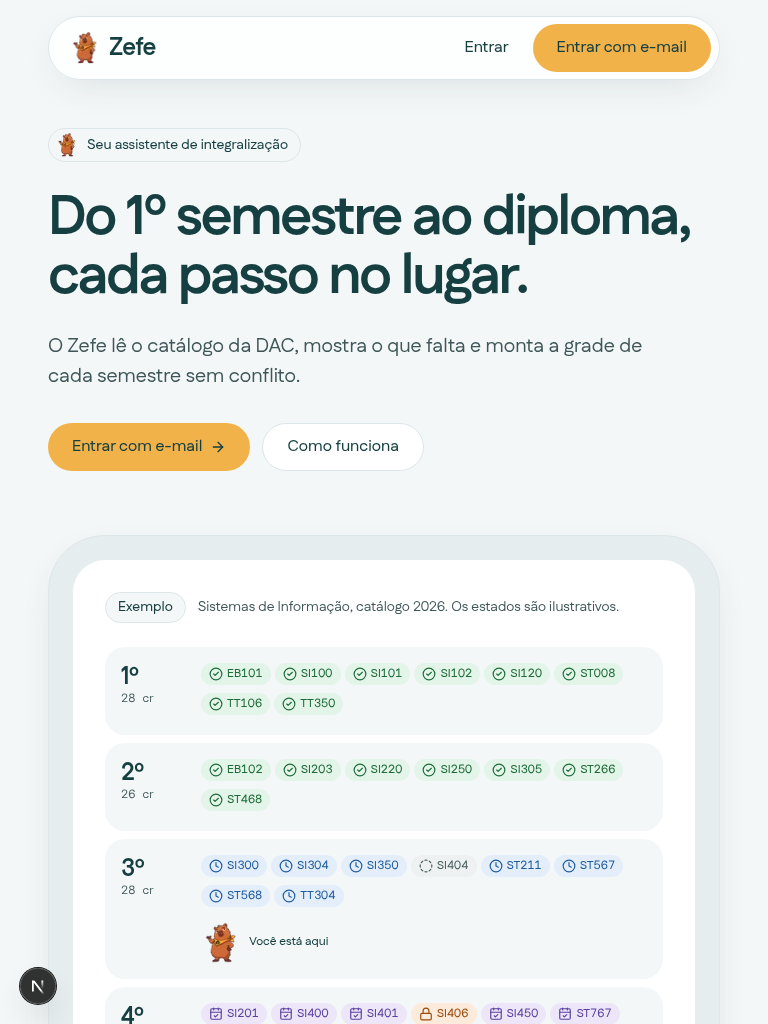 Zefe
Entrar
Entrar com e-mail
Seu assistente de integralização
Do 1º semestre ao diploma,
cada passo no lugar.
O Zefe lê o catálogo da DAC, mostra o que falta e monta a grade de
cada semestre sem conflito.
Entrar com e-mail
Como funciona
Exemplo
Sistemas de Informação, catálogo 2026. Os estados são ilustrativos.
1º
28 cr
EB101 SI100 SI101 SI102 SI120 ST008
TT106 TT350
2º
26 cr
EB102 SI203 SI220 SI250 SI305 ST266
ST468
3º
28 cr
SI300 SI304 SI350 SI404 ST211 ST567
ST568 TT304
Você está aqui
N
4º
SI201 SI400 SI401 SI406 SI450 ST767